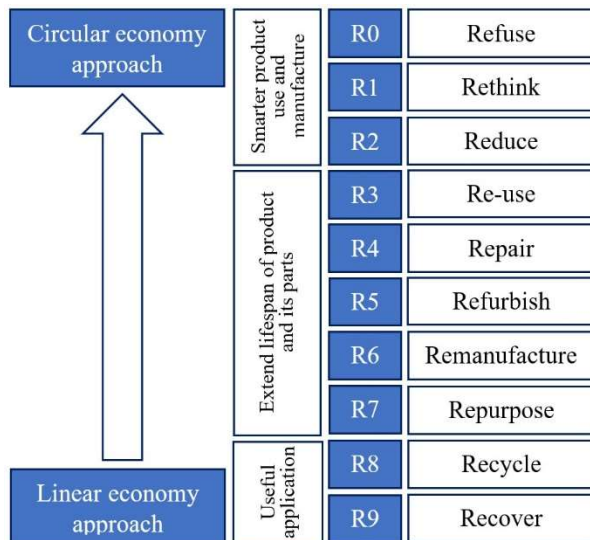 Circular economy
approach
Linear economy
approach
Smarter product
use and
manufacture
Extend lifespan of product
and its parts
Useful
application
R0 Refuse
R1 Rethink
R2 Reduce
R3 Re-use
R4 Repair
R5 Refurbish
R6 Remanufacture
R7 Repurpose
R8 Recycle
R9 Recover